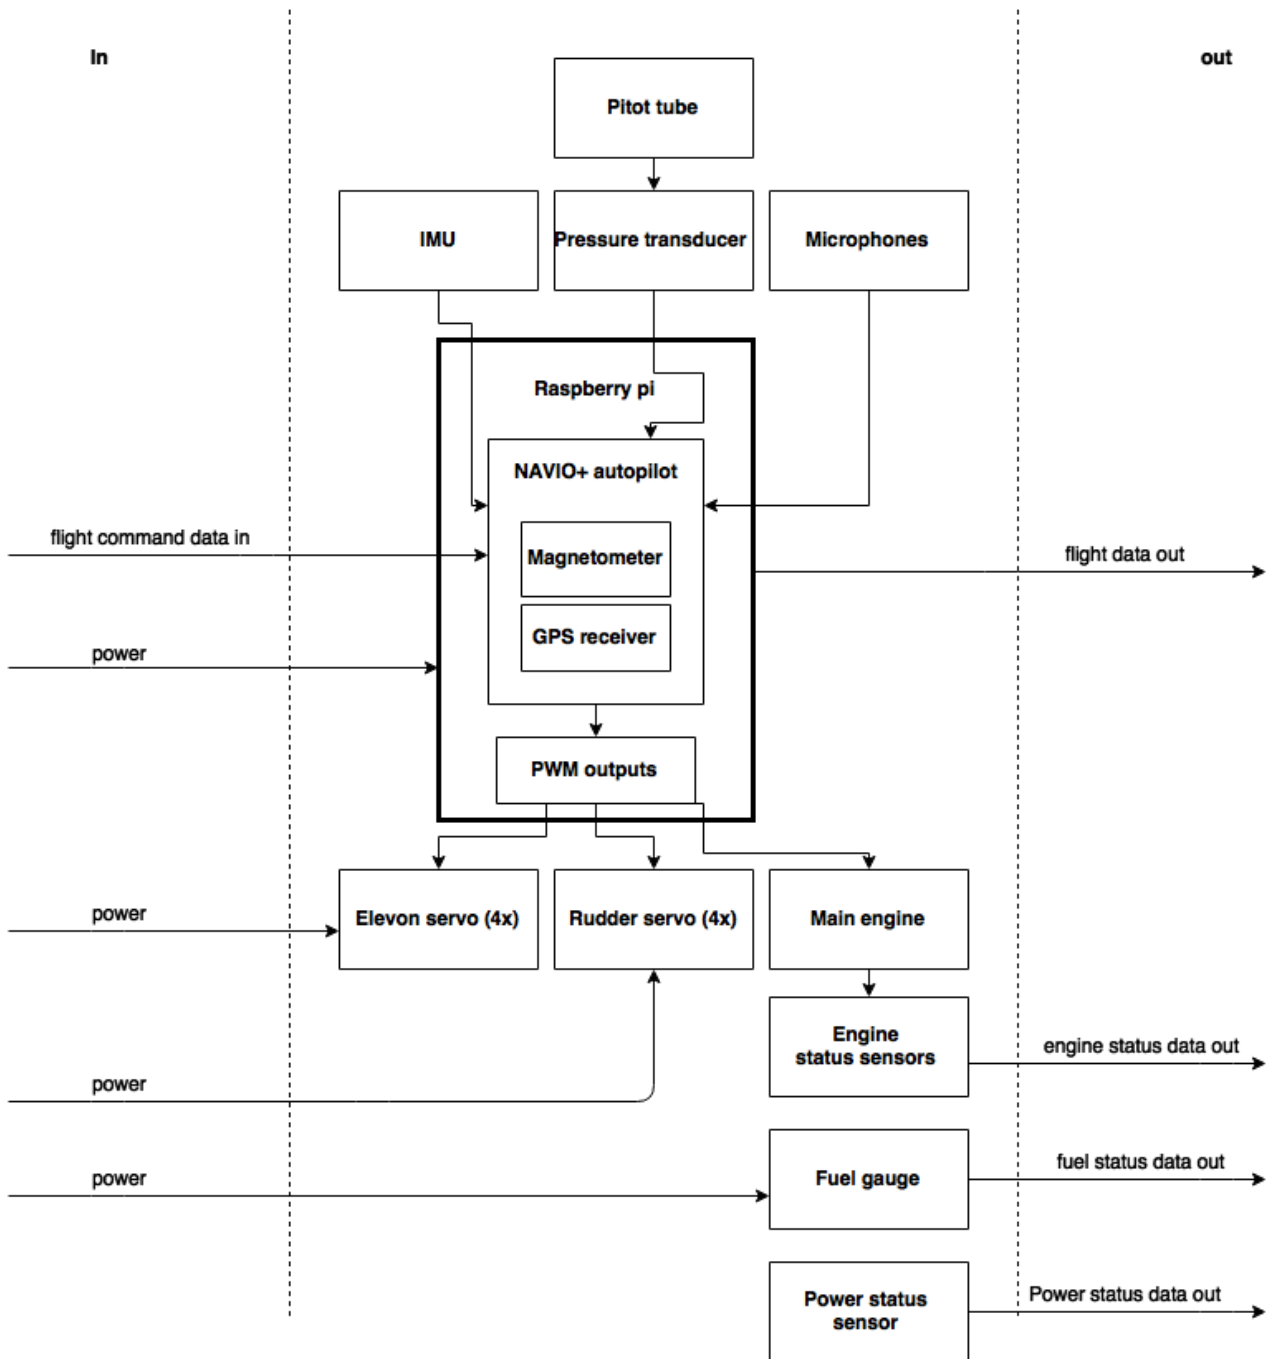 In
out
Pitot tube
IMU
Pressure transducer
Microphones
Raspberry pi
NAVIO+ autopilot
flight command data in
Magnetometer
flight data out
GPS receiver
power
PWM outputs
power
Elevon servo (4x)
Rudder servo (4x)
Main engine
Engine
status sensors
engine status data out
power
power
Fuel gauge
fuel status data out
Power status
sensor
Power status data out